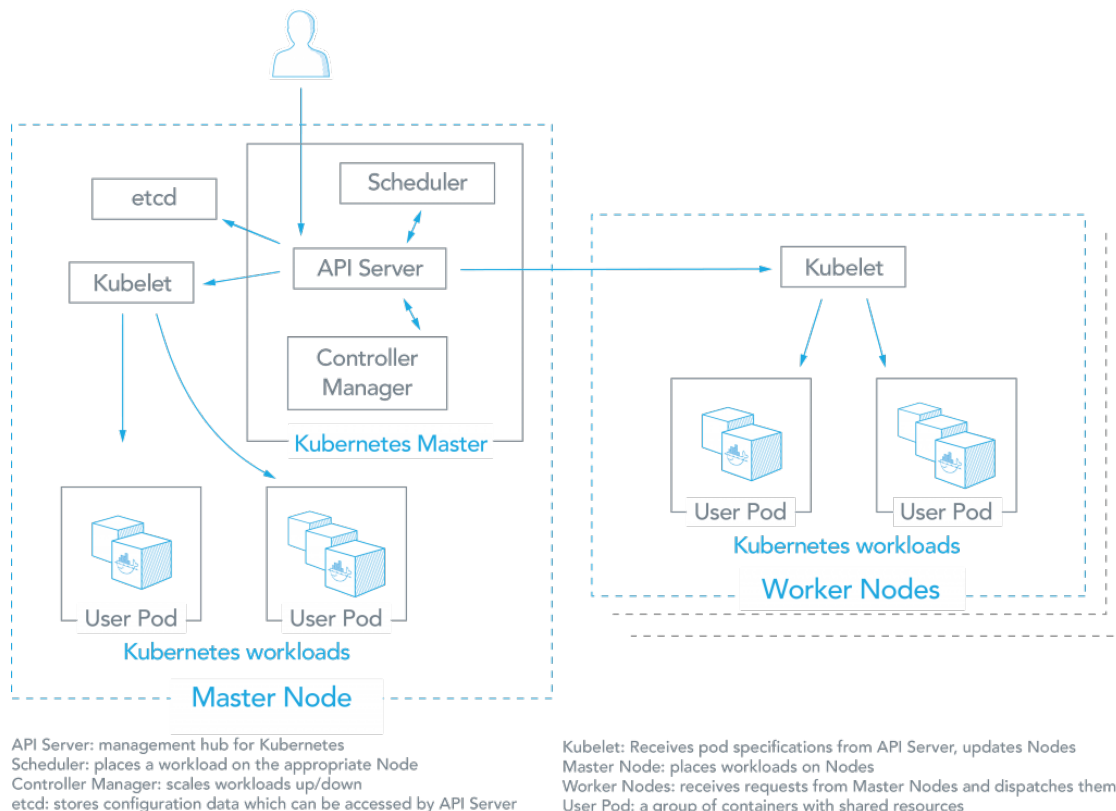 Scheduler
etcd
API Server
Kubelet
Kubelet
Controller
Manager
Kubernetes Master
User Pod
User Pod
Kubernetes workloads
Worker Nodes
User Pod
User Pod
Kubernetes workloads
Master Node
API Server: management hub for Kubernetes
Scheduler: places a workload on the appropriate Node
Controller Manager: scales workloads up/down
etcd: stores configuration data which can be accessed by API Server
Kubelet: Receives pod specifications from API Server, updates Nodes
Master Node: places workloads on Nodes
Worker Nodes: receives requests from Master Nodes and dispatches them
User Pod: a group of containers with shared resources